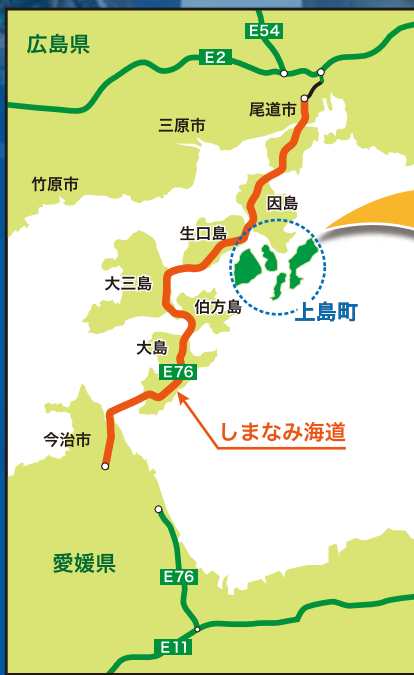 E54
広島県
E2
尾道市
三原市
竹原市
因島
生口島
大三島
伯方島
上島町
大島
E76
しまなみ海道
今治市
愛媛県
E76
E11